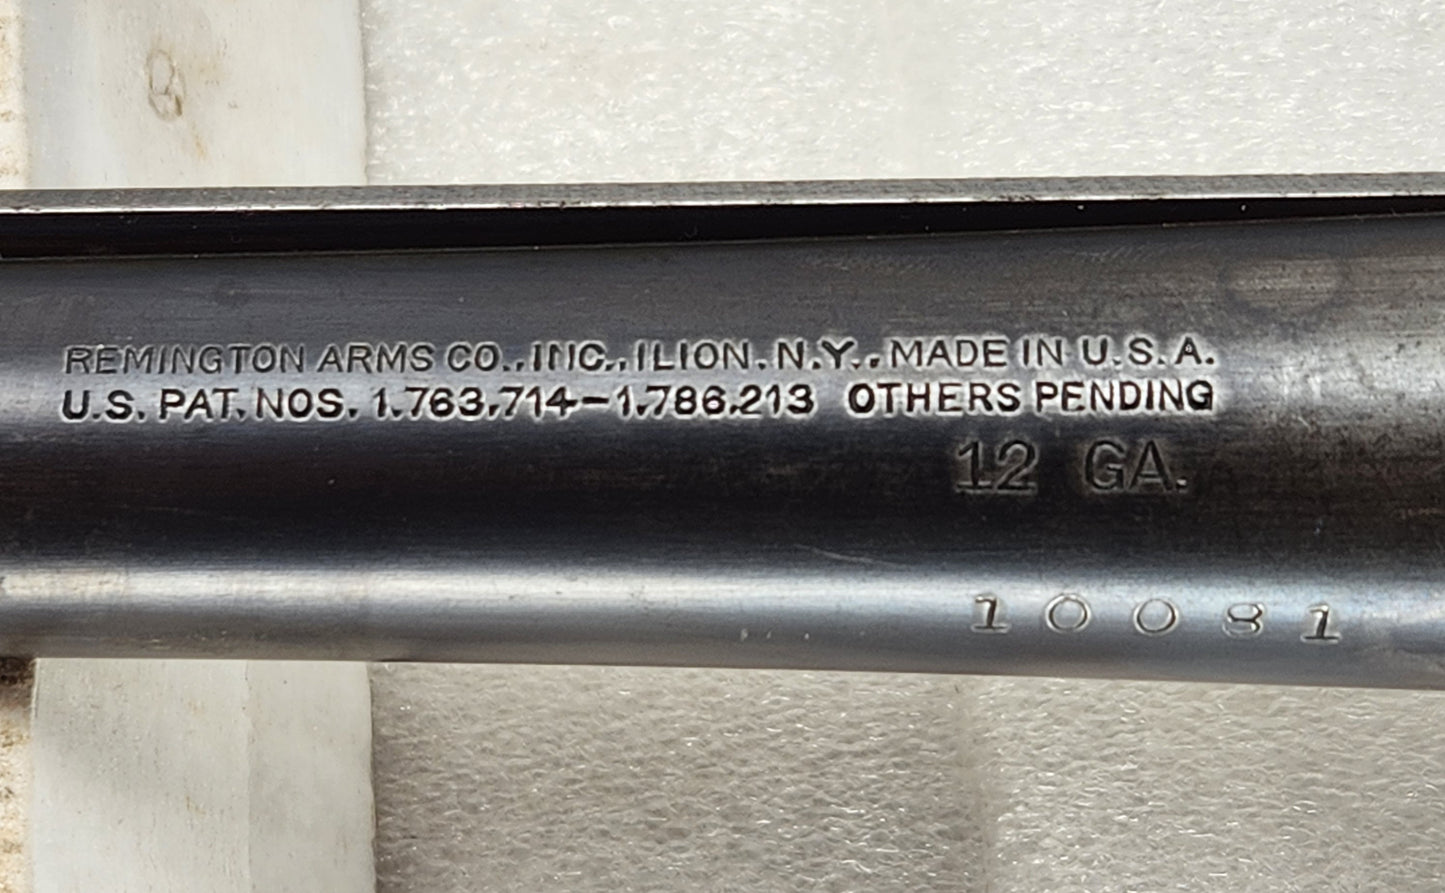 REMINGTON ARMS CO., INC., ILION, N.Y., MADE IN U.S.A.
U.S. PAT. NOS. 1,763,714-1,786,213 OTHERS PENDING
12 GA.
10081